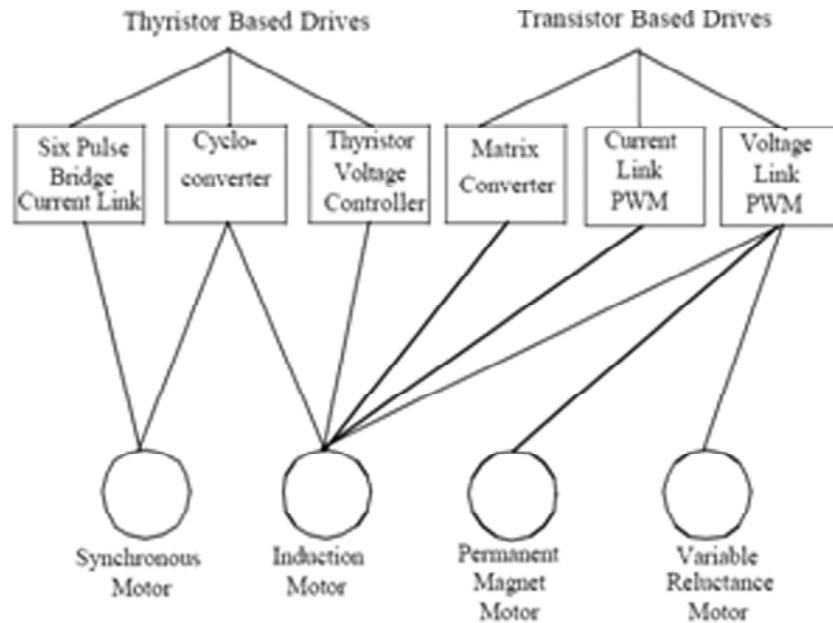 Thyristor Based Drives
Transistor Based Drives
Six Pulse
Bridge
Current Link
Cyclo-
converter
Thyristor
Voltage
Controller
Matrix
Converter
Current
Link
PWM
Voltage
Link
PWM
Synchronous
Motor
Induction
Motor
Permanent
Magnet
Motor
Variable
Reluctance
Motor